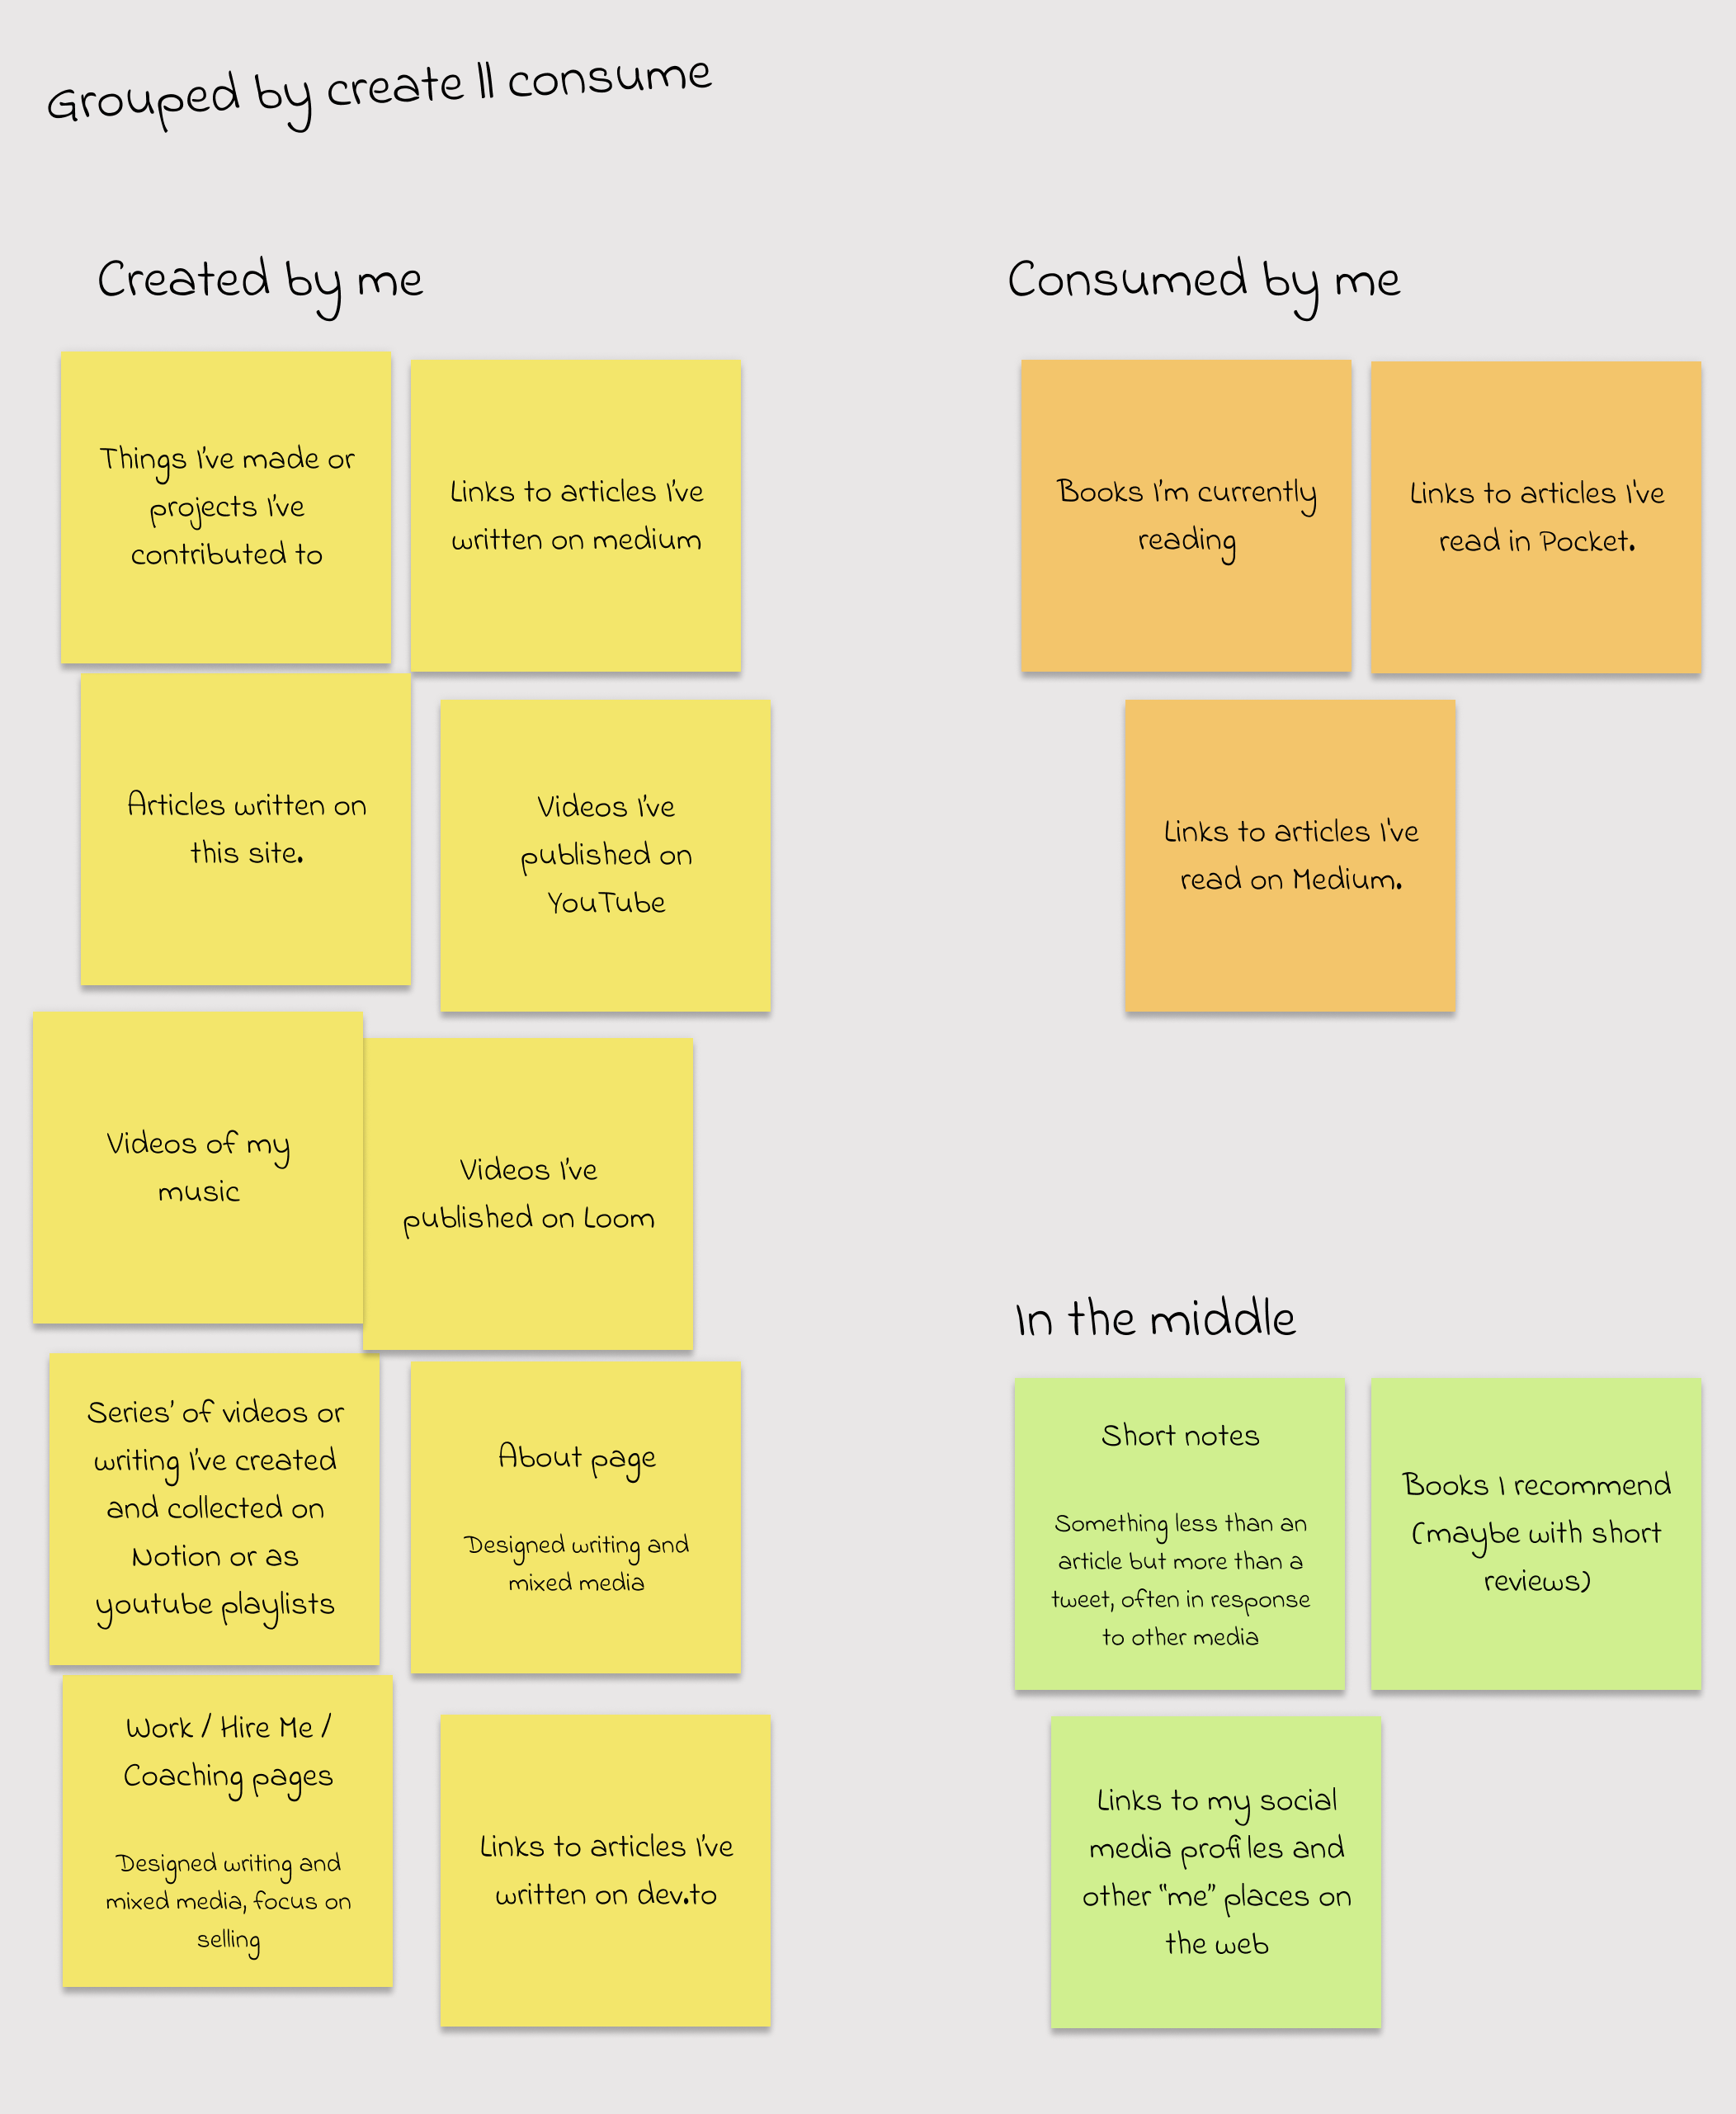 Grouped by create || consume
Created by me
Things I've made or
projects I've
contributed to
Links to articles I've
written on medium
Articles written on
this site.
Videos I've
published on
YouTube
Videos of my
music
Videos I've
published on Loom
Series' of videos or
writing I've created
and collected on
Notion or as
youtube playlists
About page
Designed writing and
mixed media
Work / Hire Me /
Coaching pages
Designed writing and
mixed media, focus on
selling
Links to articles I've
written on dev.to
Consumed by me
Books I'm currently
reading
Links to articles I've
read in Pocket.
Links to articles I've
read on Medium.
In the middle
Short notes
Something less than an
article but more than a
tweet, often in response
to other media
Books I recommend
(maybe with short
reviews)
Links to my social
media profiles and
other "me" places on
the web